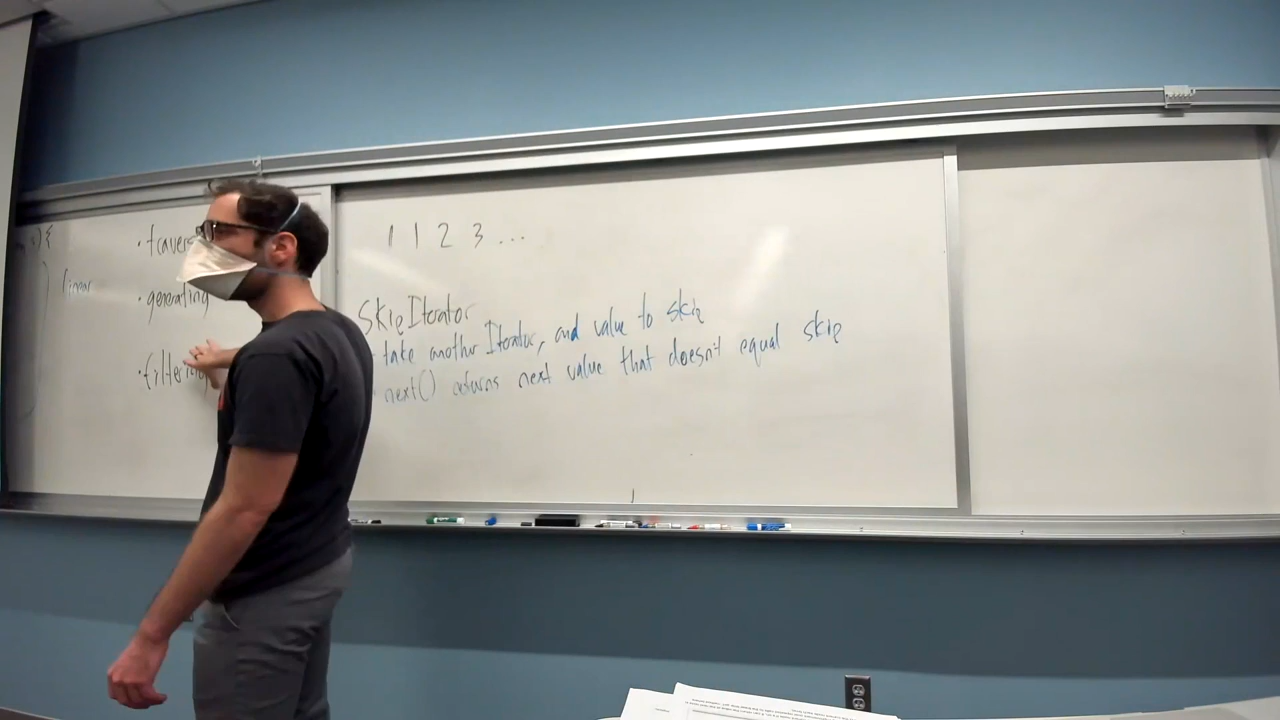 • traver
linear
• generating
• filtering
1 1 2 3 ...
SkipIterator
- take another Iterator, and value to skip
- next() returns next value that doesn't equal skip